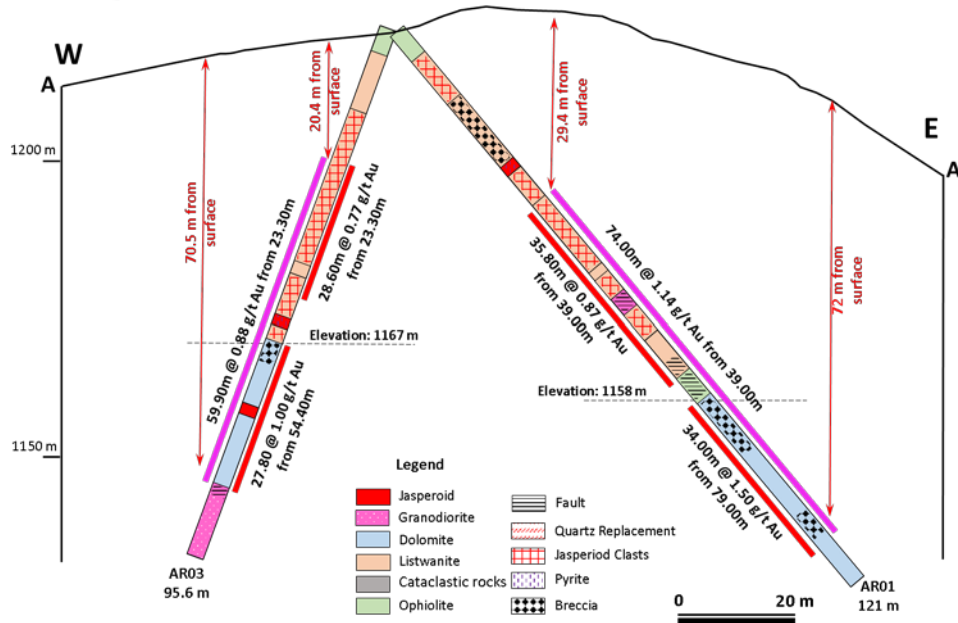 W
A
E
A
1200 m
1150 m
70.5 m from
surface
20.4 m from
surface
29.4 m from
surface
72 m from
surface
59.90m @ 0.88 g/t Au from 23.30m
28.60m @ 0.77 g/t Au
from 23.30m
Elevation: 1167 m
27.80 @ 1.00 g/t Au
from 54.40m
74.00m @ 1.14 g/t Au from 39.00m
35.80m @ 0.87 g/t Au
from 39.00m
Elevation: 1158 m
34.00m @ 1.50 g/t Au
from 79.00m
AR03
95.6 m
AR01
121 m
Legend
Jasperoid
Granodiorite
Dolomite
Listwanite
Cataclastic rocks
Ophiolite
Fault
Quartz Replacement
Jasperiod Clasts
Pyrite
Breccia
0 20 m